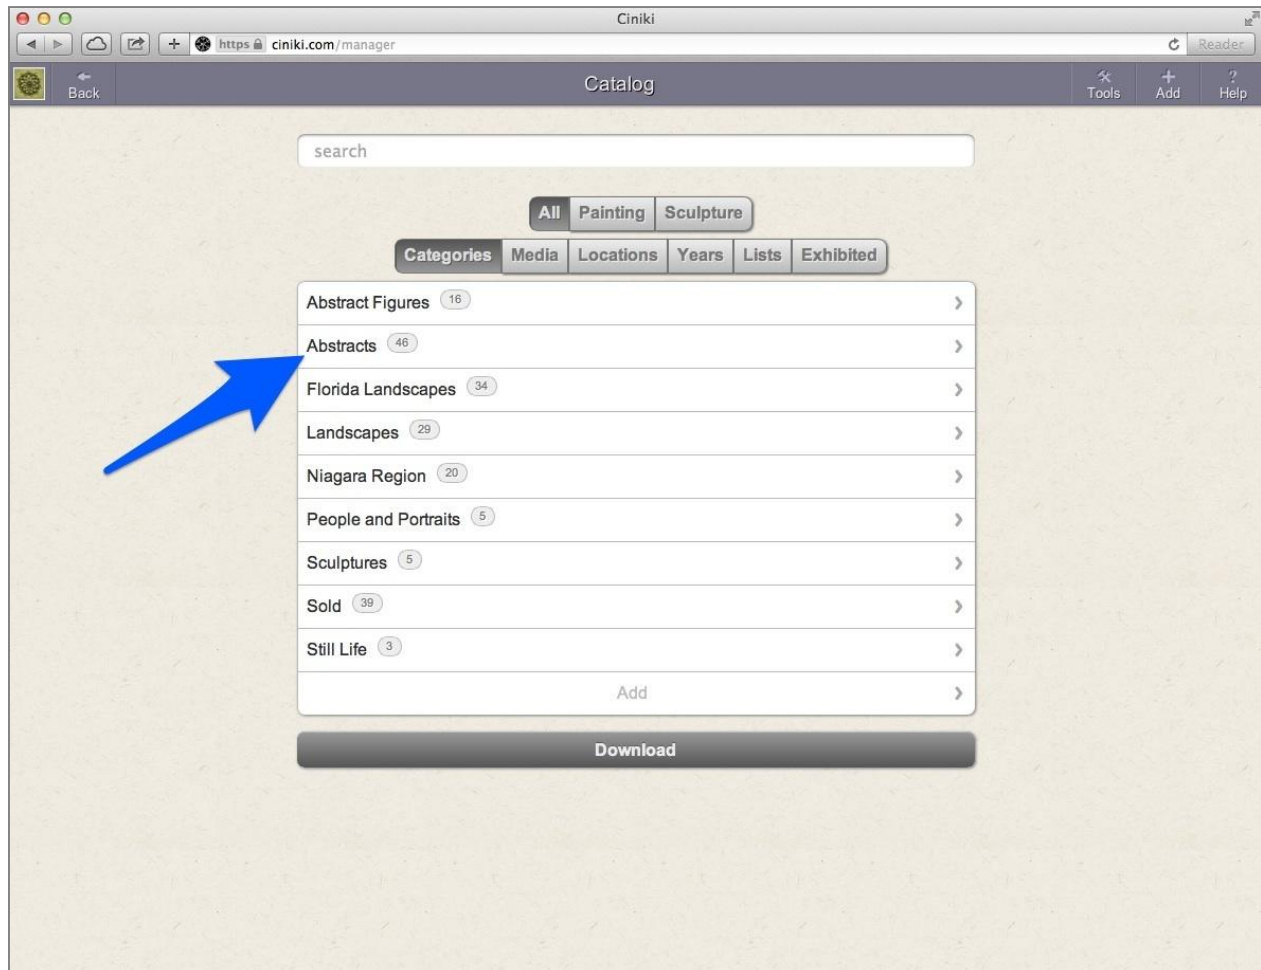 Ciniki
https ciniki.com/manager Reader
Back Catalog Tools Add ? Help
search
All Painting Sculpture
Categories Media Locations Years Lists Exhibited
Abstract Figures 16
Abstracts 46
Florida Landscapes 34
Landscapes 29
Niagara Region 20
People and Portraits 5
Sculptures 5
Sold 39
Still Life 3
Add
Download